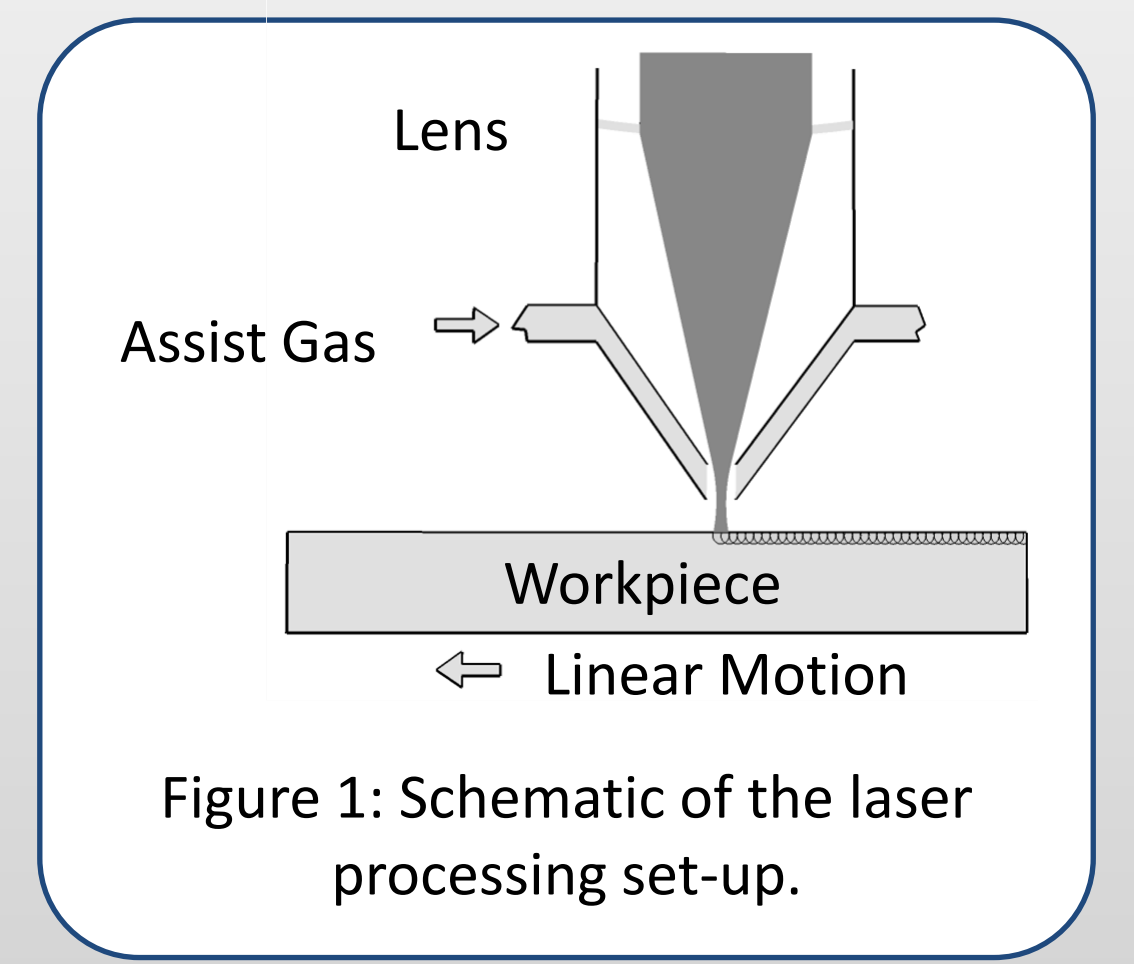 Lens
Assist Gas
Workpiece
Linear Motion
Figure 1: Schematic of the laser
processing set-up.